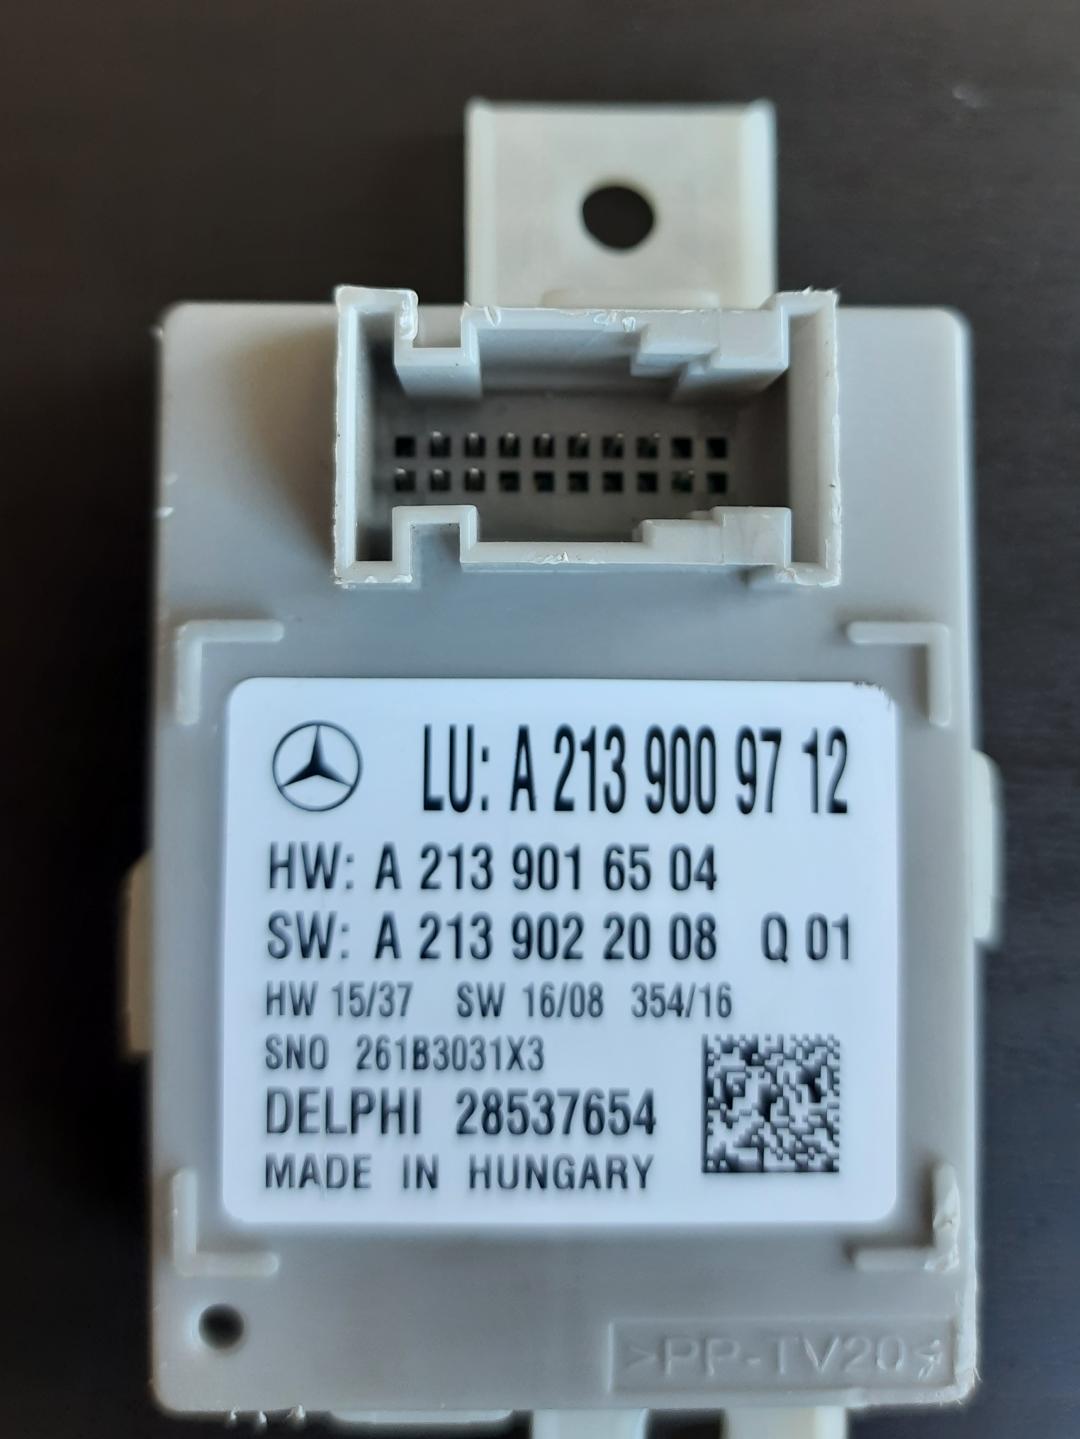 LU: A 213 900 97 12
HW: A 213 901 65 04
SW: A 213 902 20 08 Q 01
HW 15/37 SW 16/08 354/16
SNO 261B3031X3
DELPHI 28537654
MADE IN HUNGARY
>PP-TV20<